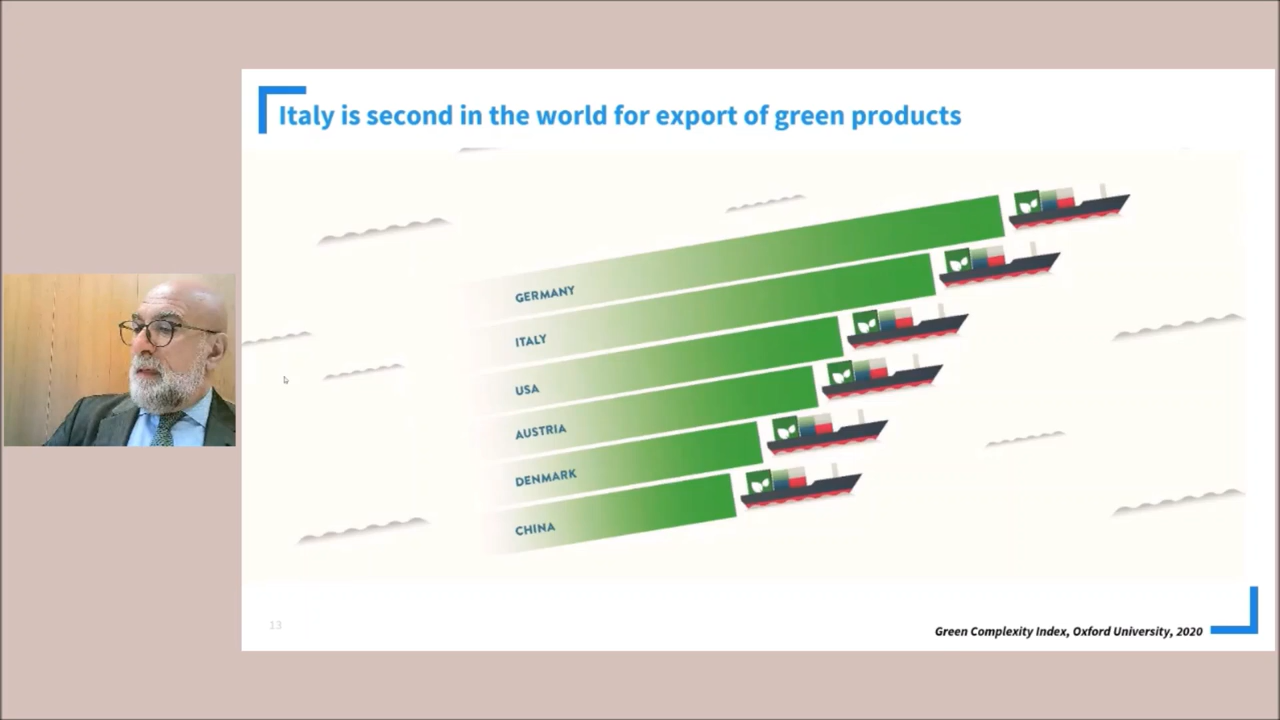 Italy is second in the world for export of green products
GERMANY
ITALY
USA
AUSTRIA
DENMARK
CHINA
13
Green Complexity Index, Oxford University, 2020